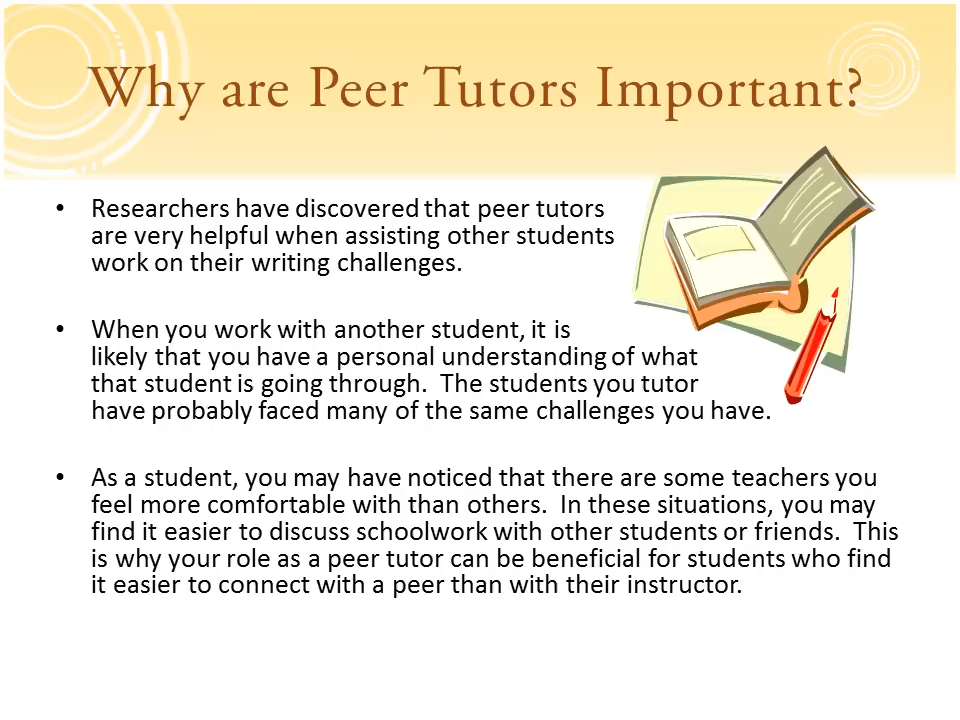 Why are Peer Tutors Important?
• Researchers have discovered that peer tutors
are very helpful when assisting other students
work on their writing challenges.
• When you work with another student, it is
likely that you have a personal understanding of what
that student is going through.  The students you tutor
have probably faced many of the same challenges you have.
• As a student, you may have noticed that there are some teachers you
feel more comfortable with than others.  In these situations, you may
find it easier to discuss schoolwork with other students or friends.  This
is why your role as a peer tutor can be beneficial for students who find
it easier to connect with a peer than with their instructor.